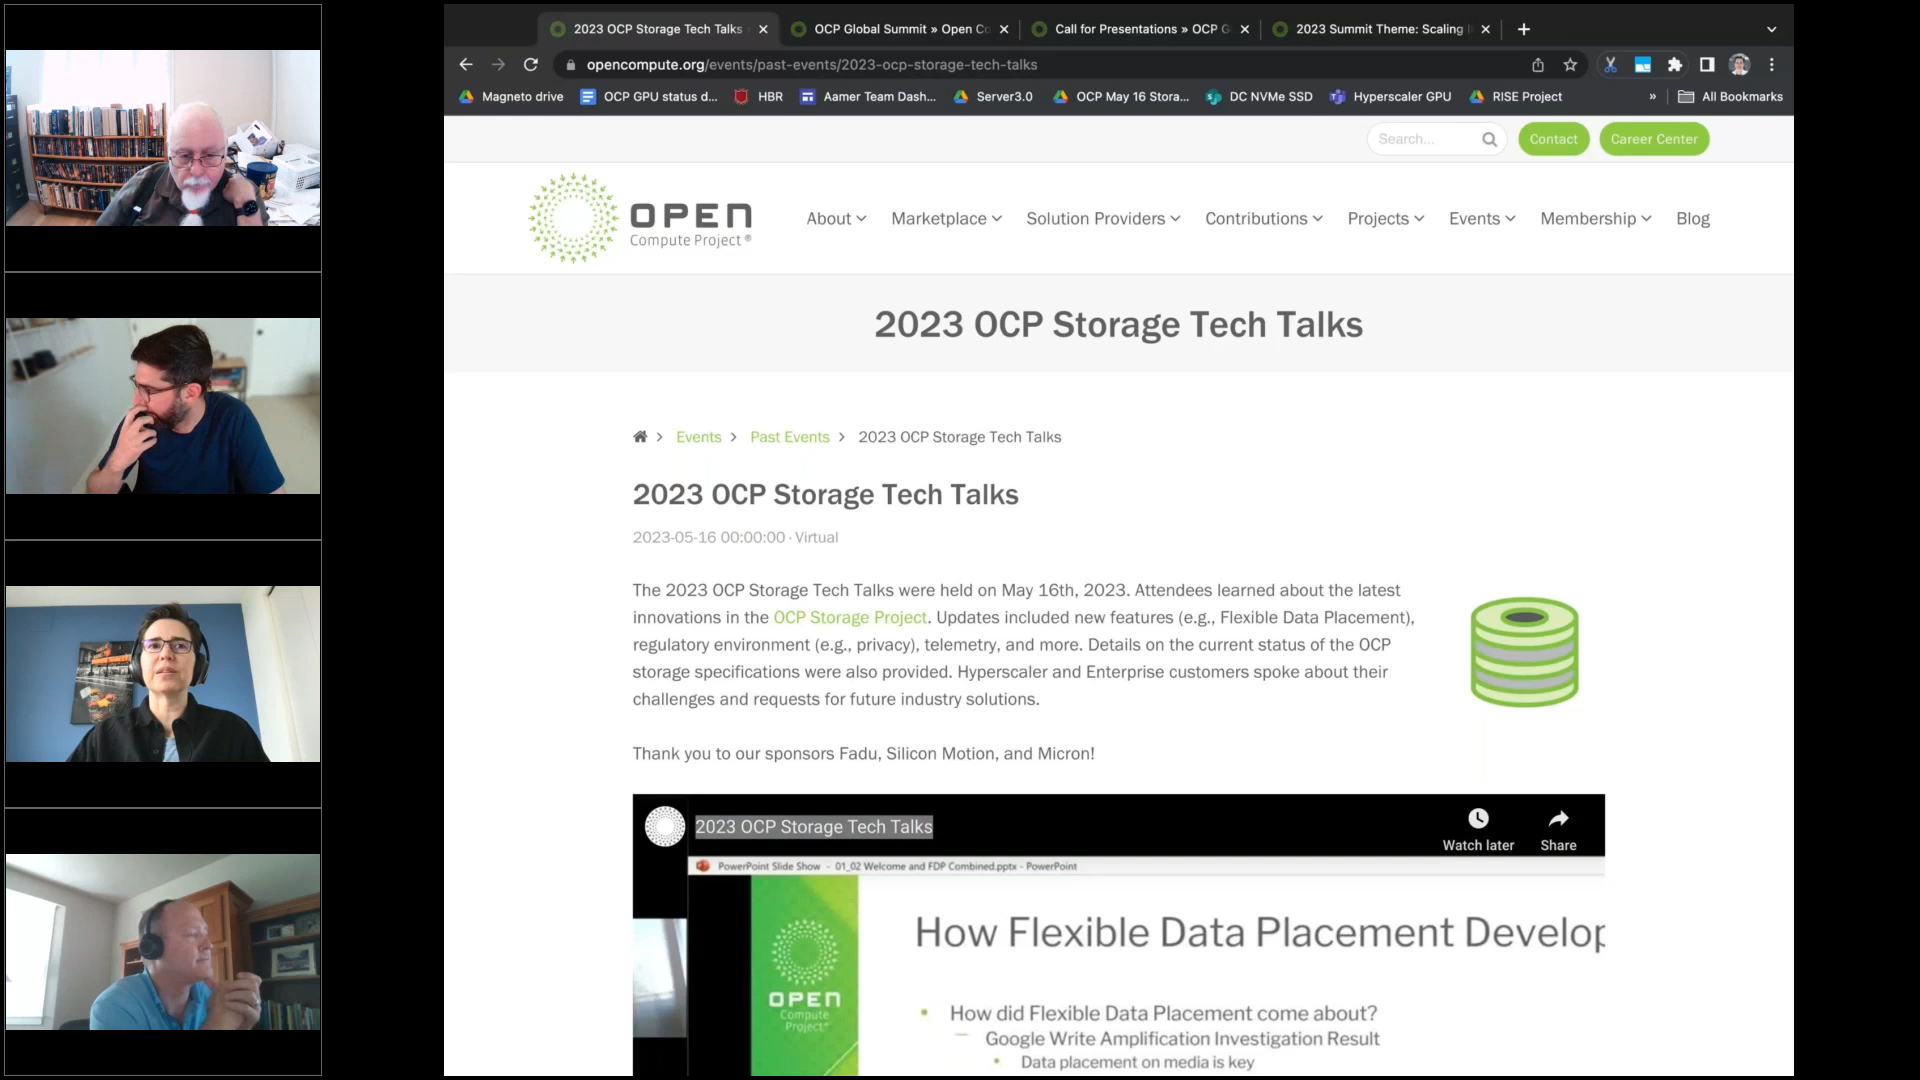 2023 OCP Storage Tech Talks
OCP Global Summit » Open Co
Call for Presentations » OCP G
2023 Summit Theme: Scaling
opencompute.org/events/past-events/2023-ocp-storage-tech-talks
Magneto drive
OCP GPU status d...
HBR
Aamer Team Dash...
Server3.0
OCP May 16 Stora...
DC NVMe SSD
Hyperscaler GPU
RISE Project
»
All Bookmarks
Search...
Contact
Career Center
OPEN
Compute Project ®
About
Marketplace
Solution Providers
Contributions
Projects
Events
Membership
Blog
2023 OCP Storage Tech Talks
Events > Past Events > 2023 OCP Storage Tech Talks
2023 OCP Storage Tech Talks
2023-05-16 00:00:00 · Virtual
The 2023 OCP Storage Tech Talks were held on May 16th, 2023. Attendees learned about the latest
innovations in the OCP Storage Project. Updates included new features (e.g., Flexible Data Placement),
regulatory environment (e.g., privacy), telemetry, and more. Details on the current status of the OCP
storage specifications were also provided. Hyperscaler and Enterprise customers spoke about their
challenges and requests for future industry solutions.
Thank you to our sponsors Fadu, Silicon Motion, and Micron!
2023 OCP Storage Tech Talks
Watch later
Share
PowerPoint Slide Show - 01_02 Welcome and FDP Combined.pptx - PowerPoint
How Flexible Data Placement Develop
OPEN
Compute
Project
• How did Flexible Data Placement come about?
– Google Write Amplification Investigation Result
• Data placement on media is key